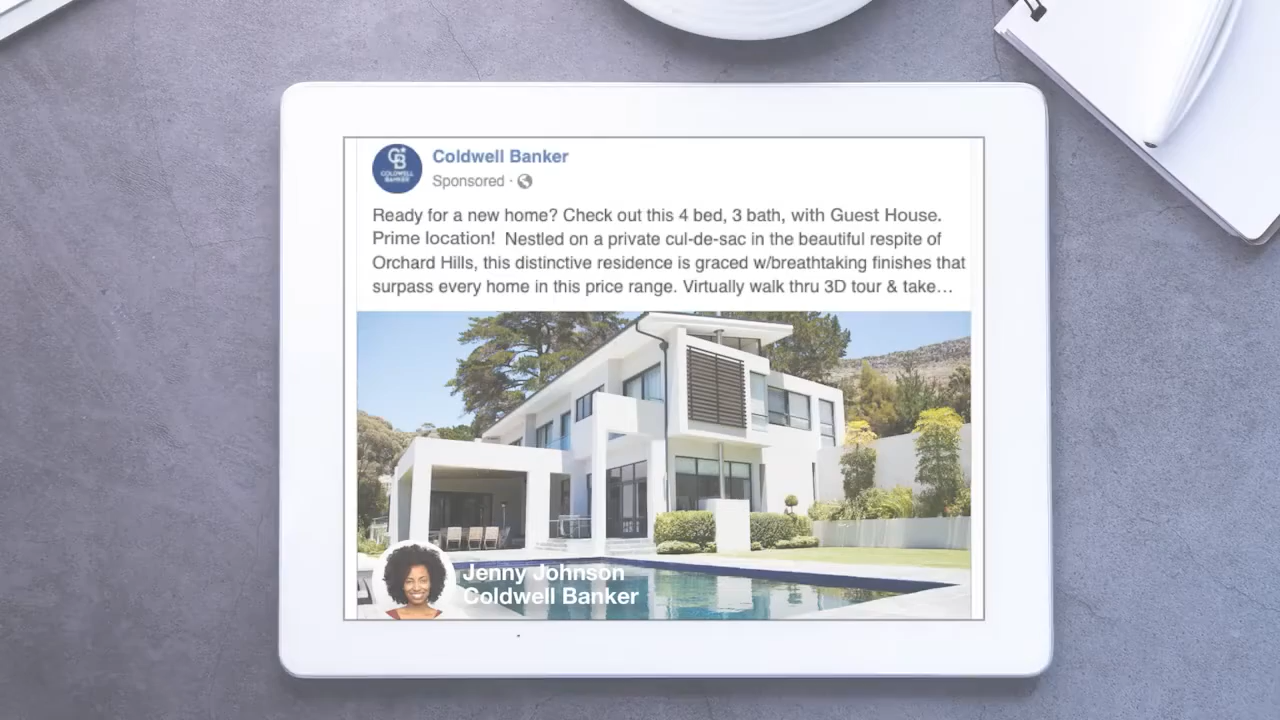 Coldwell Banker
Sponsored ·
Ready for a new home? Check out this 4 bed, 3 bath, with Guest House.
Prime location! Nestled on a private cul-de-sac in the beautiful respite of
Orchard Hills, this distinctive residence is graced w/breathtaking finishes that
surpass every home in this price range. Virtually walk thru 3D tour & take...
CB
COLDWELL
BANKER
Jenny Johnson
Coldwell Banker